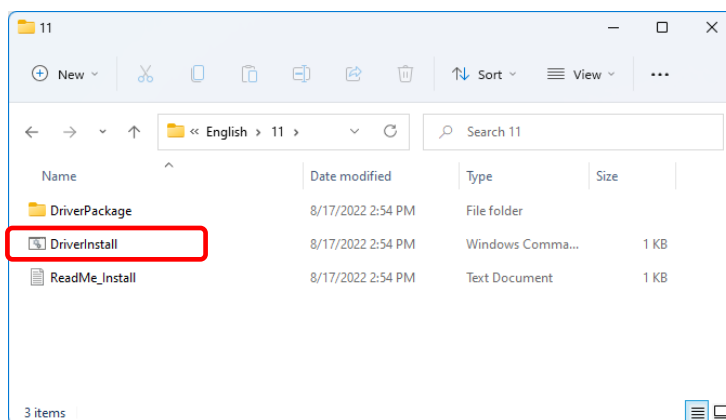 11
New
Sort
View
« English > 11 >
Search 11
Name Date modified Type Size
DriverPackage 8/17/2022 2:54 PM File folder
DriverInstall 8/17/2022 2:54 PM Windows Comma... 1 KB
ReadMe_Install 8/17/2022 2:54 PM Text Document 1 KB
3 items